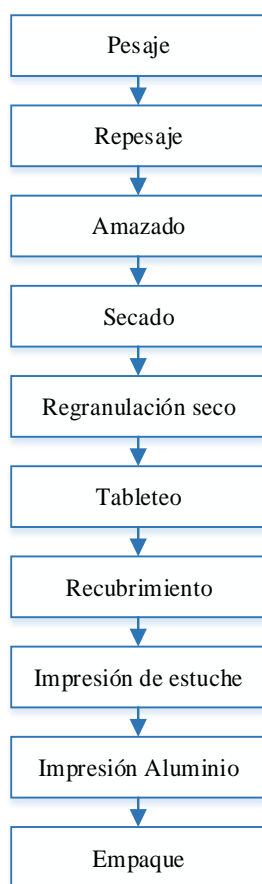 Pesaje
Repesaje
Amazado
Secado
Regranulación seco
Tableteo
Recubrimiento
Impresión de estuche
Impresión Aluminio
Empaque